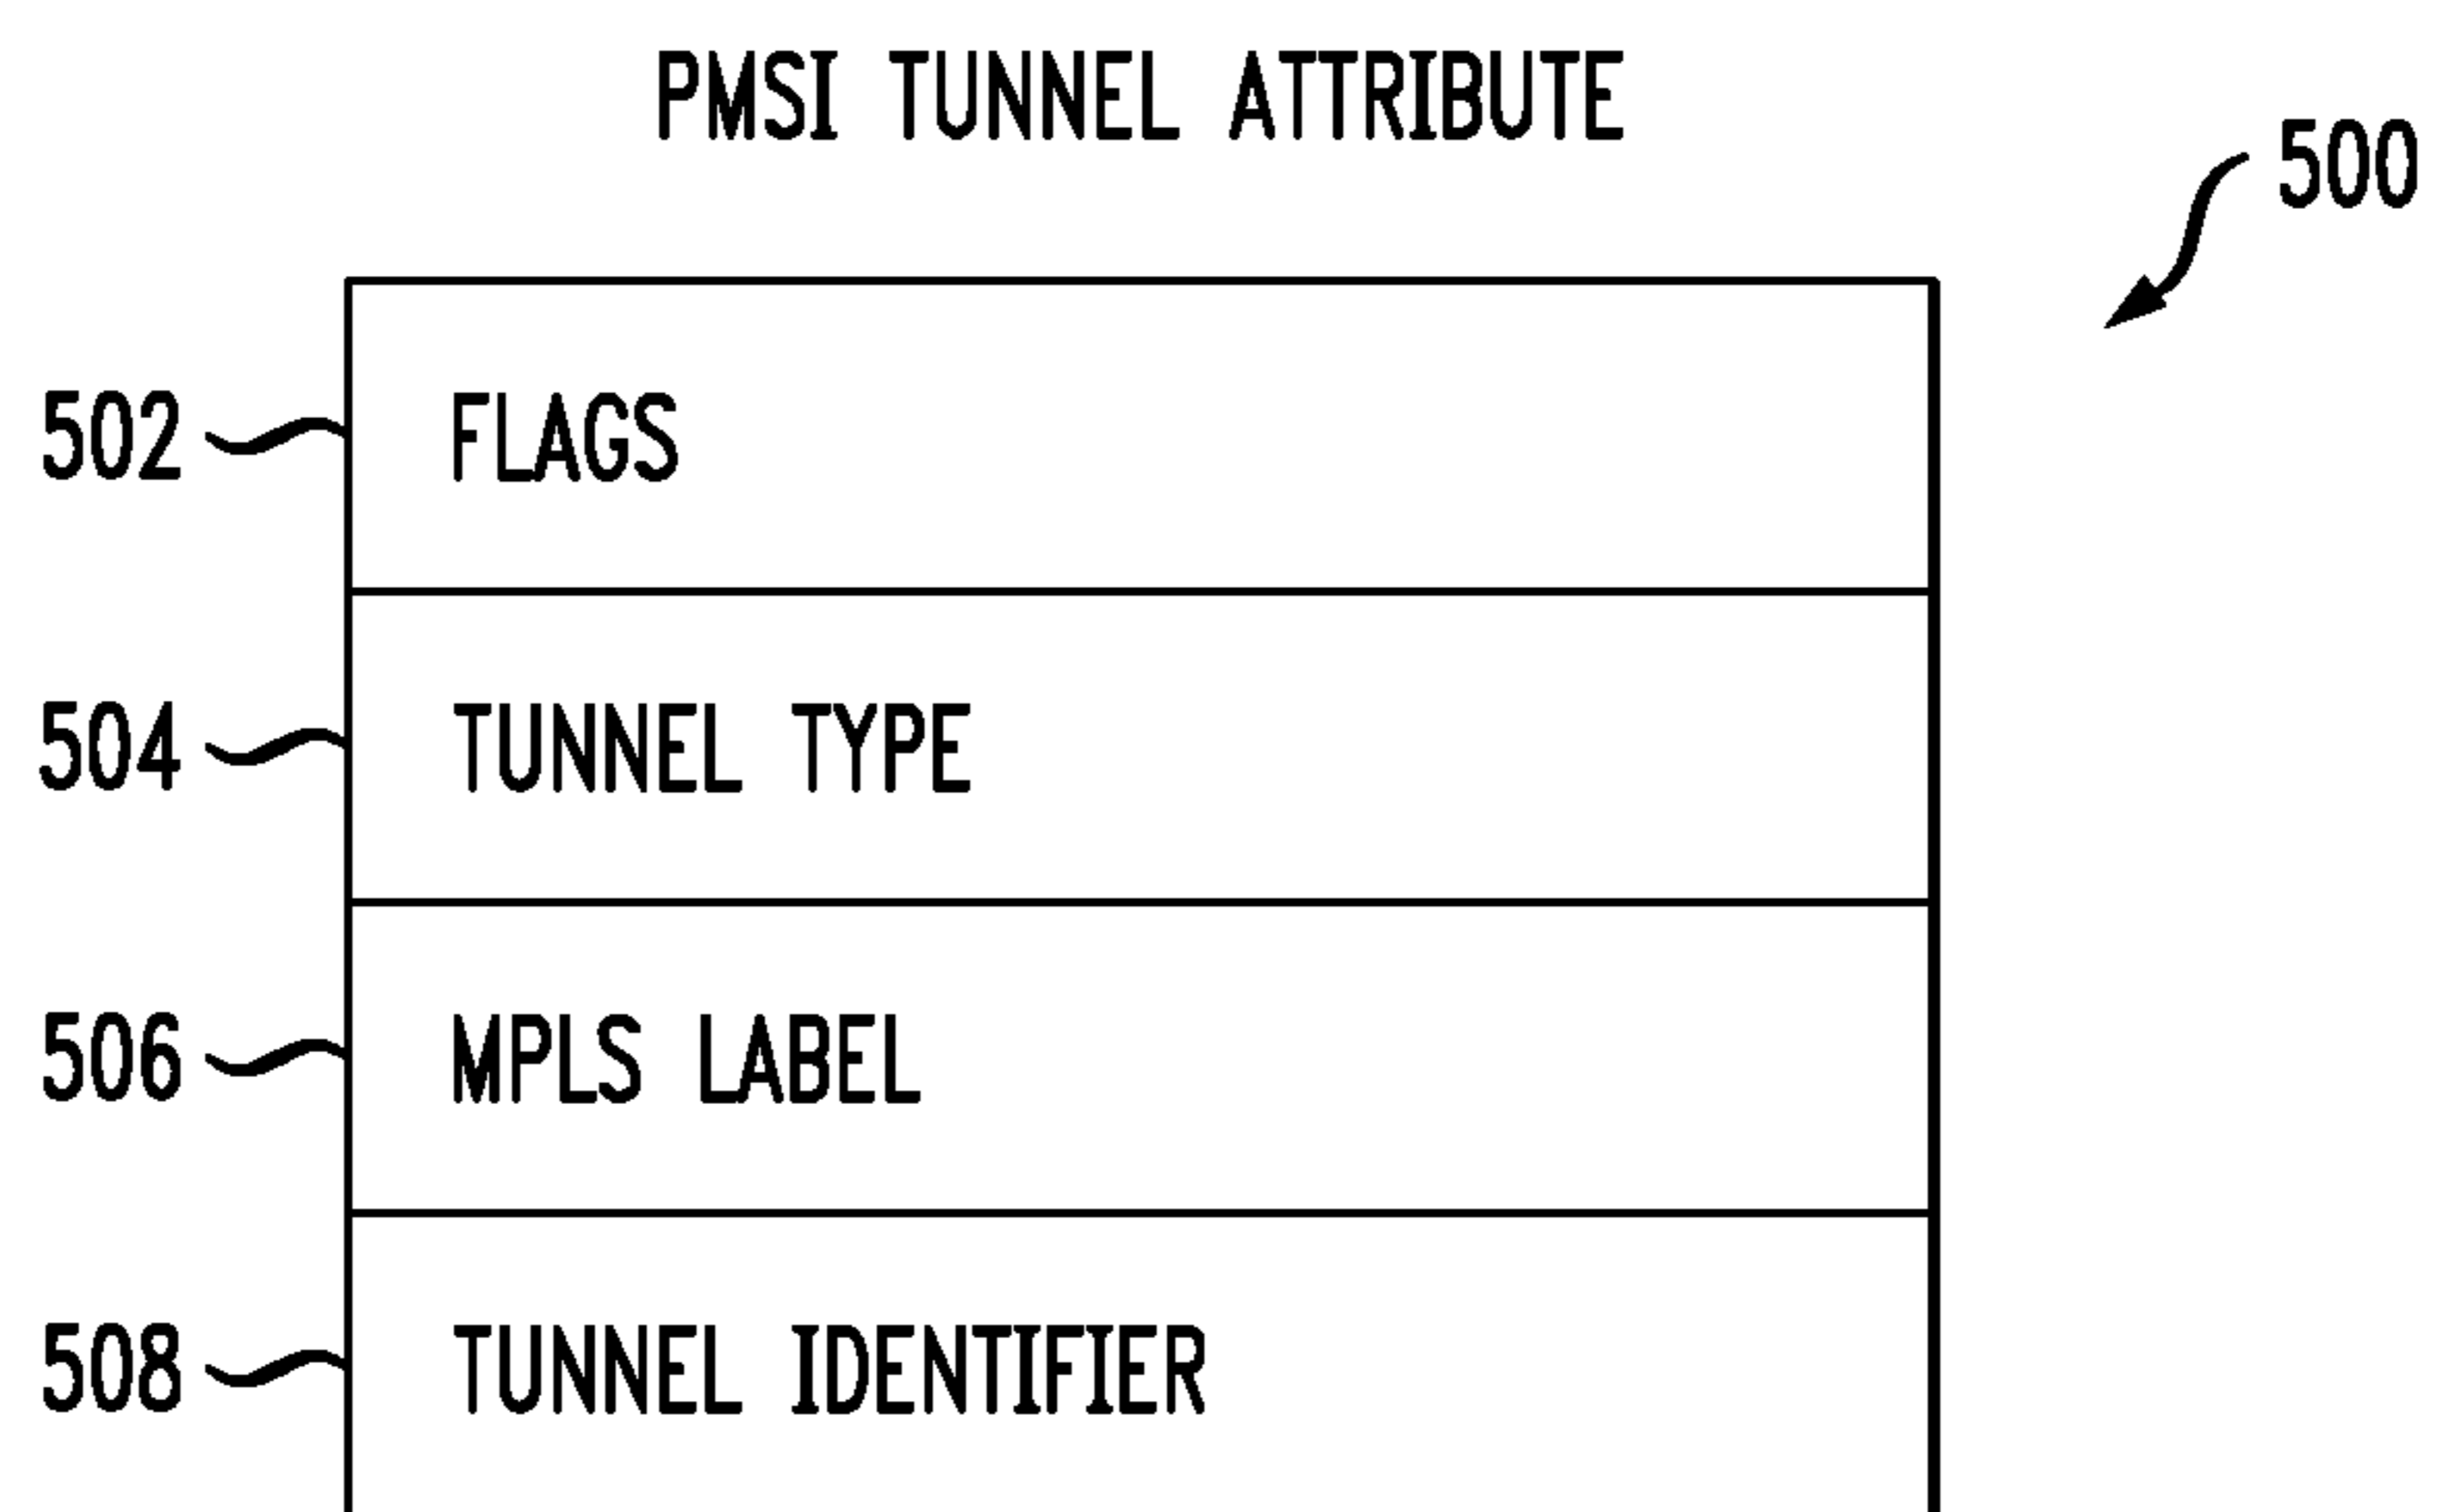 PMSI TUNNEL ATTRIBUTE
500
502 FLAGS
504 TUNNEL TYPE
506 MPLS LABEL
508 TUNNEL IDENTIFIER